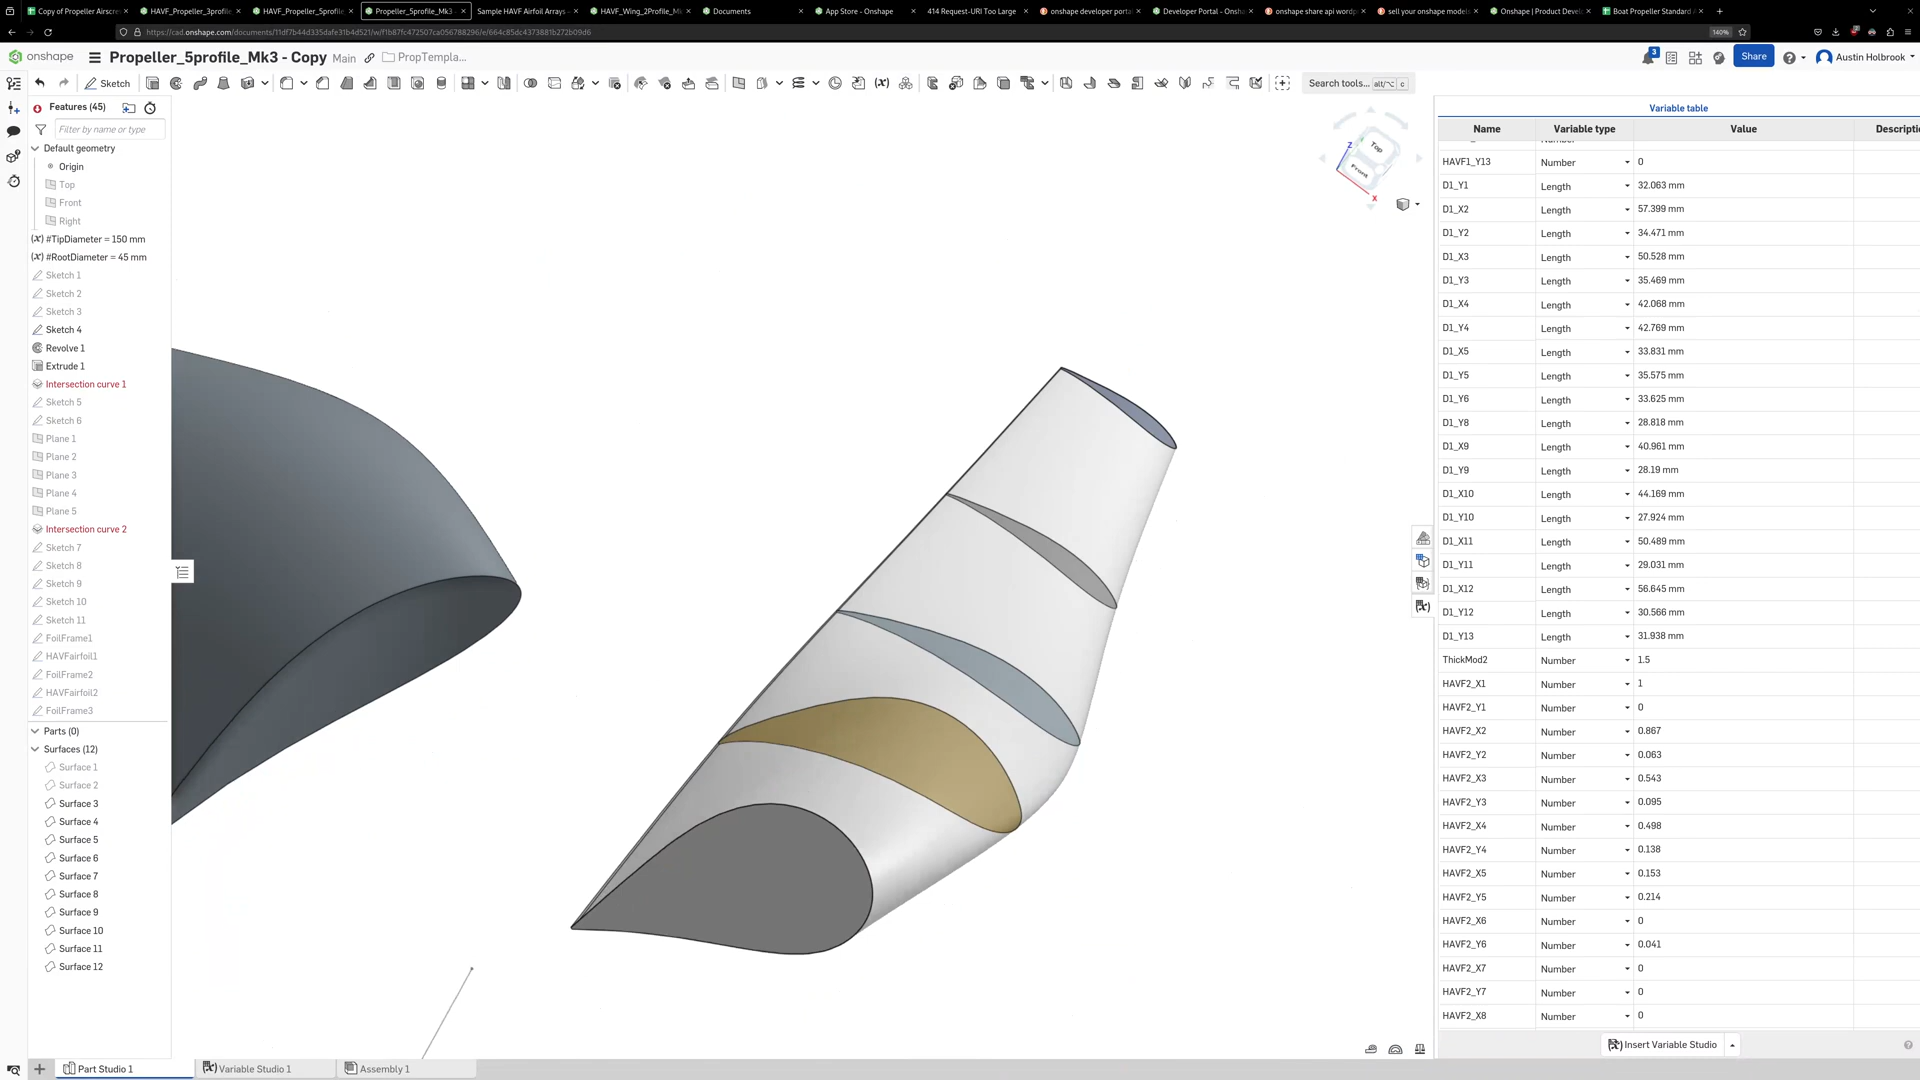 Copy of Propeller Airscre
HAVF_Propeller_3profile
HAVF_Propeller_5profile
Propeller_5profile_Mk3
Sample HAVF Airfoil Arrays
HAVF_Wing_2Profile_Mk
Documents
App Store - Onshape
414 Request-URI Too Large
onshape developer porta
Developer Portal - Onsha
onshape share api wordp
sell your onshape model
Onshape | Product Devel
Boat Propeller Standard
https://cad.onshape.com/documents/11df7b44d335dafe31b4d521/w/f1b87fc472507ca056788296/e/664c85dc4373881b272b09d6
140%
onshape
Propeller_5profile_Mk3 - Copy
Main
PropTempla...
3
Share
Austin Holbrook
Sketch
Search tools...
alt/⌥ c
Features (45)
Filter by name or type
Default geometry
Origin
Top
Front
Right
(x) #TipDiameter = 150 mm
(x) #RootDiameter = 45 mm
Sketch 1
Sketch 2
Sketch 3
Sketch 4
Revolve 1
Extrude 1
Intersection curve 1
Sketch 5
Sketch 6
Plane 1
Plane 2
Plane 3
Plane 4
Plane 5
Intersection curve 2
Sketch 7
Sketch 8
Sketch 9
Sketch 10
Sketch 11
FoilFrame1
HAVFairfoil1
FoilFrame2
HAVFairfoil2
FoilFrame3
Parts (0)
Surfaces (12)
Surface 1
Surface 2
Surface 3
Surface 4
Surface 5
Surface 6
Surface 7
Surface 8
Surface 9
Surface 10
Surface 11
Surface 12
Z
Top
Front
X
Variable table
Name Variable type Value Descriptio
HAVF1_Y13 Number 0
D1_Y1 Length 32.063 mm
D1_X2 Length 57.399 mm
D1_Y2 Length 34.471 mm
D1_X3 Length 50.528 mm
D1_Y3 Length 35.469 mm
D1_X4 Length 42.068 mm
D1_Y4 Length 42.769 mm
D1_X5 Length 33.831 mm
D1_Y5 Length 35.575 mm
D1_Y6 Length 33.625 mm
D1_Y8 Length 28.818 mm
D1_X9 Length 40.961 mm
D1_Y9 Length 28.19 mm
D1_X10 Length 44.169 mm
D1_Y10 Length 27.924 mm
D1_X11 Length 50.489 mm
D1_Y11 Length 29.031 mm
D1_X12 Length 56.645 mm
D1_Y12 Length 30.566 mm
D1_Y13 Length 31.938 mm
ThickMod2 Number 1.5
HAVF2_X1 Number 1
HAVF2_Y1 Number 0
HAVF2_X2 Number 0.867
HAVF2_Y2 Number 0.063
HAVF2_X3 Number 0.543
HAVF2_Y3 Number 0.095
HAVF2_X4 Number 0.498
HAVF2_Y4 Number 0.138
HAVF2_X5 Number 0.153
HAVF2_Y5 Number 0.214
HAVF2_X6 Number 0
HAVF2_Y6 Number 0.041
HAVF2_X7 Number 0
HAVF2_Y7 Number 0
HAVF2_X8 Number 0
Insert Variable Studio
Part Studio 1
Variable Studio 1
Assembly 1